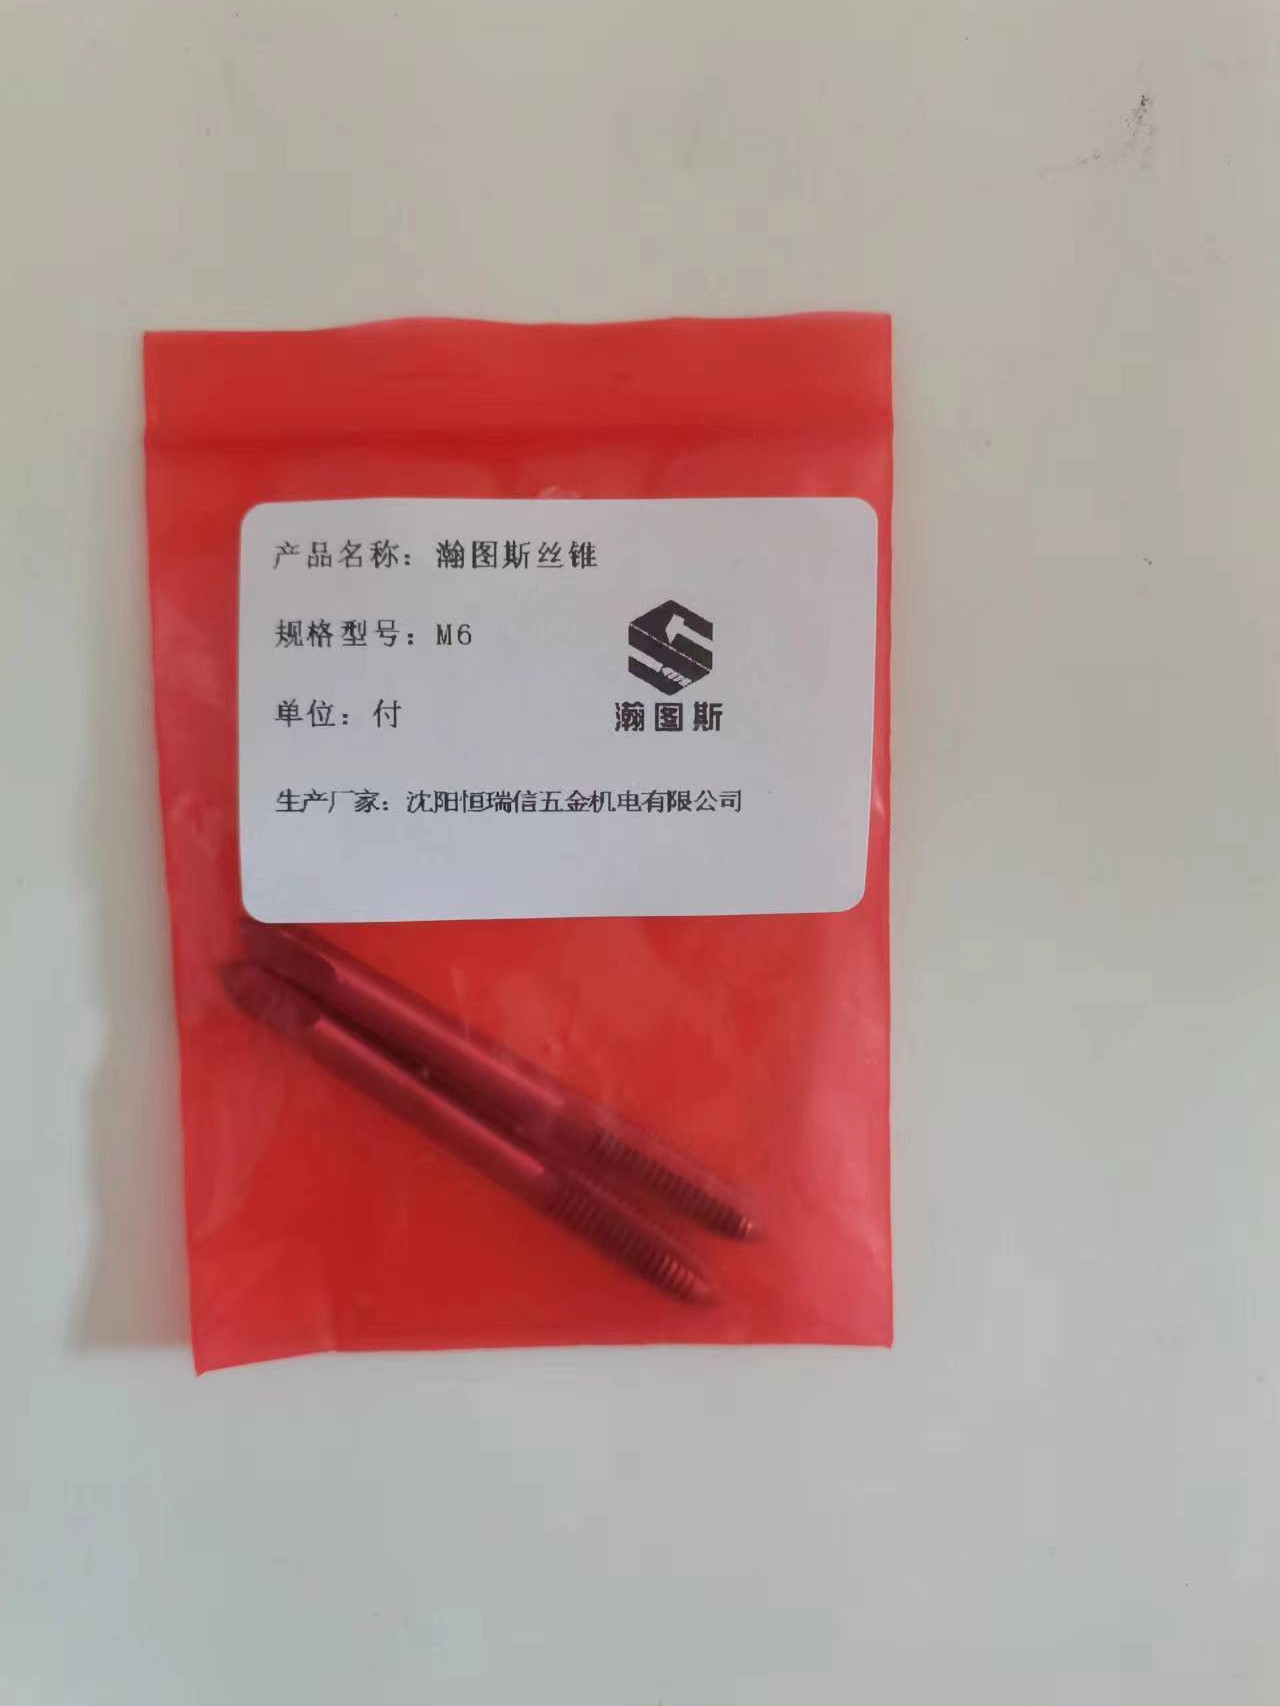 产品名称：瀚图斯丝锥
规格型号：M6
单位：付
瀚图斯
生产厂家：沈阳恒瑞信五金机电有限公司